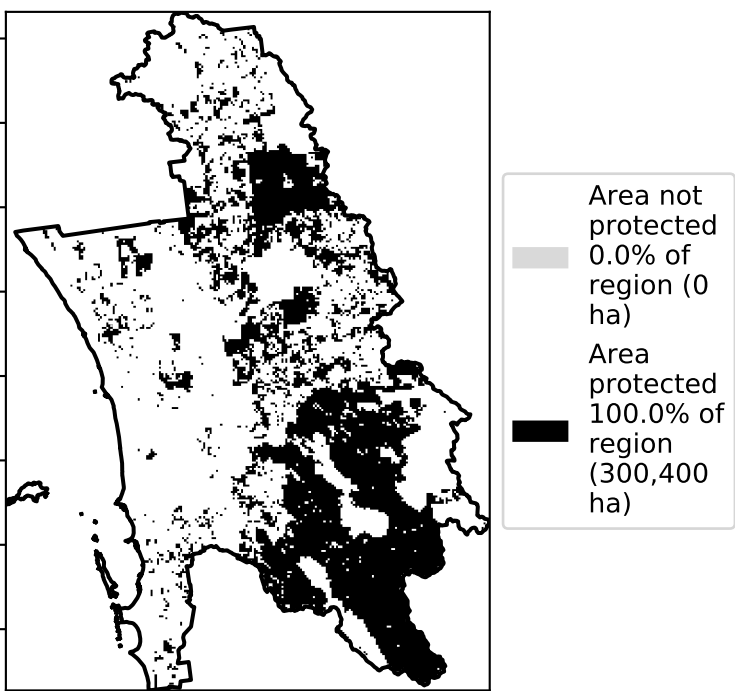 Area not
protected
0.0% of
region (0
ha)
Area
protected
100.0% of
region
(300,400
ha)